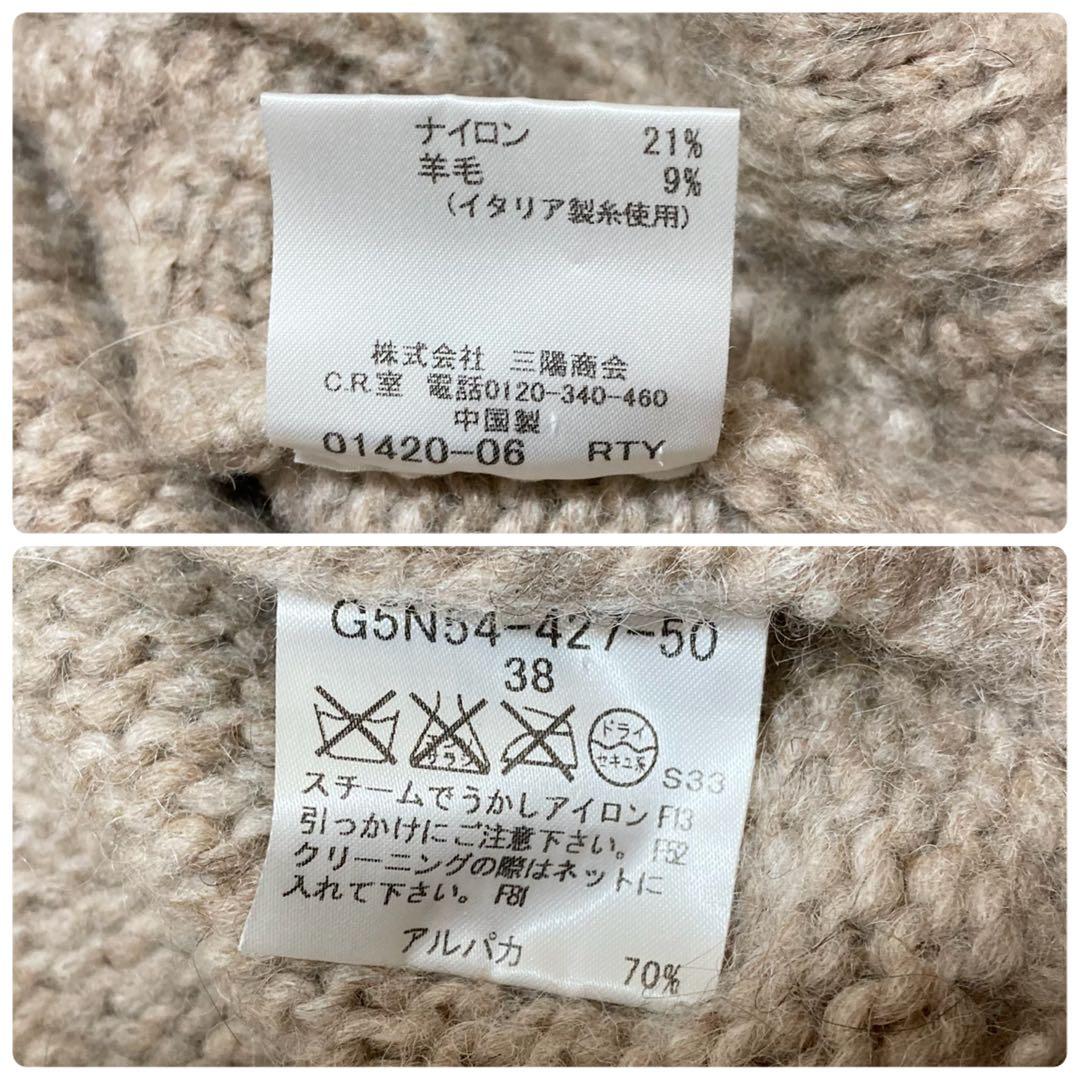 ナイロン 21%
羊毛 9%
(イタリア製糸使用)
株式会社 三陽商会
C.R.室 電話0120-340-460
中国製
01420-06 RTY
G5N54-427-50
38
サラシ
ドライ
セキユ系
S33
スチームでうかしアイロン F13
引っかけにご注意下さい。 F52
クリーニングの際はネットに
入れて下さい。 F81
アルパカ 70%